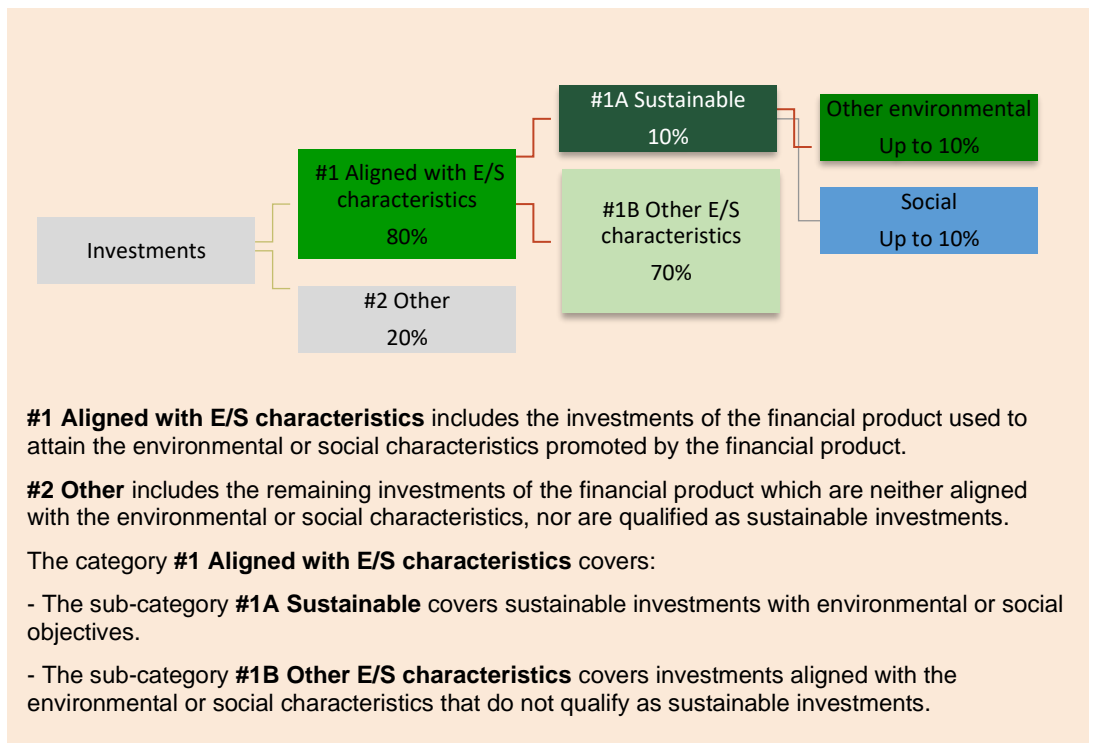 Investments
#1 Aligned with E/S
characteristics
80%
#2 Other
20%
#1A Sustainable
10%
#1B Other E/S
characteristics
70%
Other environmental
Up to 10%
Social
Up to 10%
#1 Aligned with E/S characteristics includes the investments of the financial product used to
attain the environmental or social characteristics promoted by the financial product.
#2 Other includes the remaining investments of the financial product which are neither aligned
with the environmental or social characteristics, nor are qualified as sustainable investments.
The category #1 Aligned with E/S characteristics covers:
- The sub-category #1A Sustainable covers sustainable investments with environmental or social
objectives.
- The sub-category #1B Other E/S characteristics covers investments aligned with the
environmental or social characteristics that do not qualify as sustainable investments.